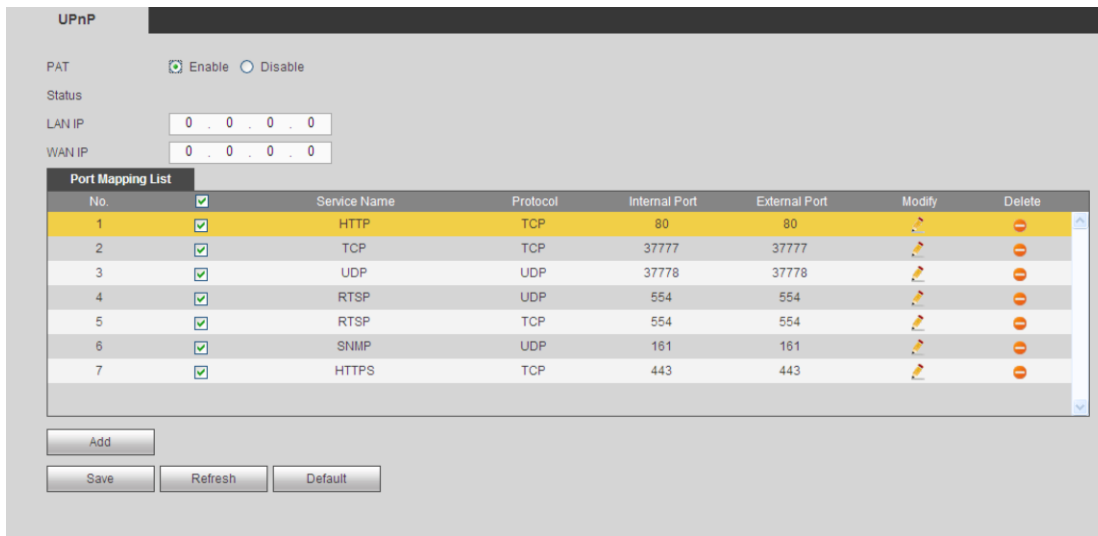 UPnP
PAT Enable Disable
Status
LAN IP 0 . 0 . 0 . 0
WAN IP 0 . 0 . 0 . 0
Port Mapping List
No. Service Name Protocol Internal Port External Port Modify Delete
1 HTTP TCP 80 80
2 TCP TCP 37777 37777
3 UDP UDP 37778 37778
4 RTSP UDP 554 554
5 RTSP TCP 554 554
6 SNMP UDP 161 161
7 HTTPS TCP 443 443
Add
Save Refresh Default